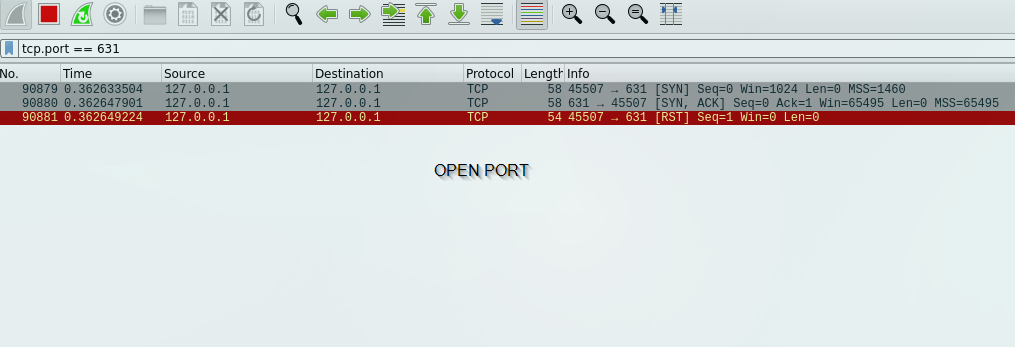 tcp.port == 631
No. Time Source Destination Protocol Length Info
90879 0.362633504 127.0.0.1 127.0.0.1 TCP 58 45507 → 631 [SYN] Seq=0 Win=1024 Len=0 MSS=1460
90880 0.362647901 127.0.0.1 127.0.0.1 TCP 58 631 → 45507 [SYN, ACK] Seq=0 Ack=1 Win=65495 Len=0 MSS=65495
90881 0.362649224 127.0.0.1 127.0.0.1 TCP 54 45507 → 631 [RST] Seq=1 Win=0 Len=0
OPEN PORT